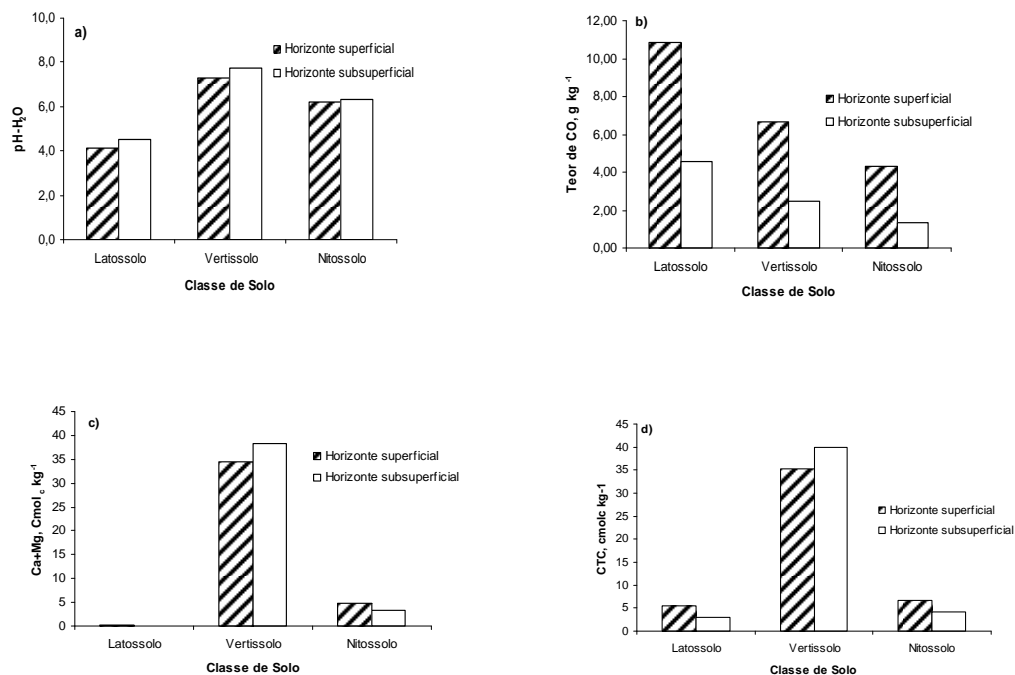 a)
10,0
8,0
6,0
4,0
2,0
0,0
pH-H2O
Horizonte superficial
Horizonte subsuperficial
Latossolo Vertissolo Nitossolo
Classe de Solo
b)
12,00
10,00
8,00
6,00
4,00
2,00
0,00
Teor de CO, g kg -1
Horizonte superficial
Horizonte subsuperficial
Latossolo Vertissolo Nitossolo
Classe de Solo
c)
45
40
35
30
25
20
15
10
5
0
Ca+Mg, Cmol c kg-1
Horizonte superficial
Horizonte subsuperficial
Latossolo Vertissolo Nitossolo
Classe de Solo
d)
45
40
35
30
25
20
15
10
5
0
CTC, cmolc kg-1
Horizonte superficial
Horizonte subsuperficial
Latossolo Vertissolo Nitossolo
Classe de Solo